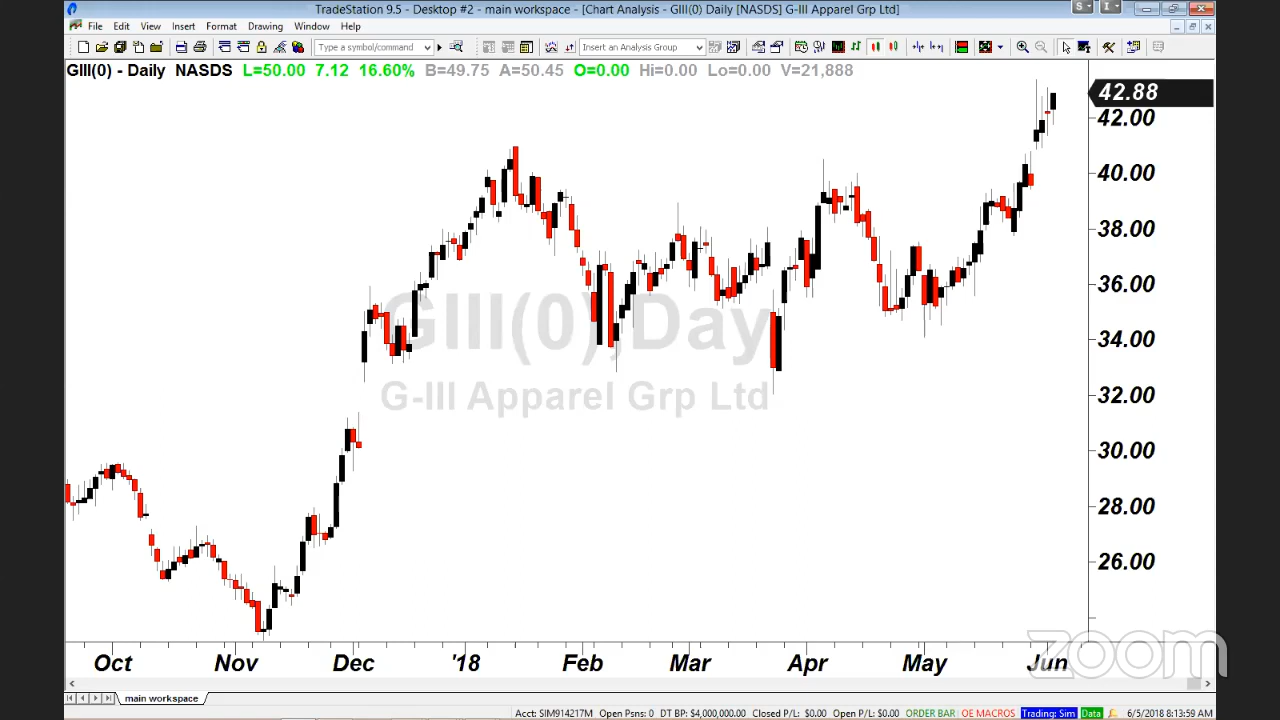 TradeStation 9.5 - Desktop #2 - main workspace - [Chart Analysis - GIII(0) Daily [NASDS] G-III Apparel Grp Ltd]
S I
File Edit View Insert Format Drawing Window Help
Type a symbol/command Insert an Analysis Group
GIII(0) - Daily NASDS L=50.00 7.12 16.60% B=49.75 A=50.45 O=0.00 Hi=0.00 Lo=0.00 V=21,888
42.88
42.00
40.00
38.00
36.00
34.00
32.00
30.00
28.00
26.00
GIII(0),Day
G-III Apparel Grp Ltd
zoom
Oct Nov Dec '18 Feb Mar Apr May Jun
main workspace
Acct: SIM914217M Open Psns: 0 DT BP: $4,000,000.00 Closed P/L: $0.00 Open P/L: $0.00 ORDER BAR OE MACROS Trading: Sim Data 6/5/2018 8:13:59 AM